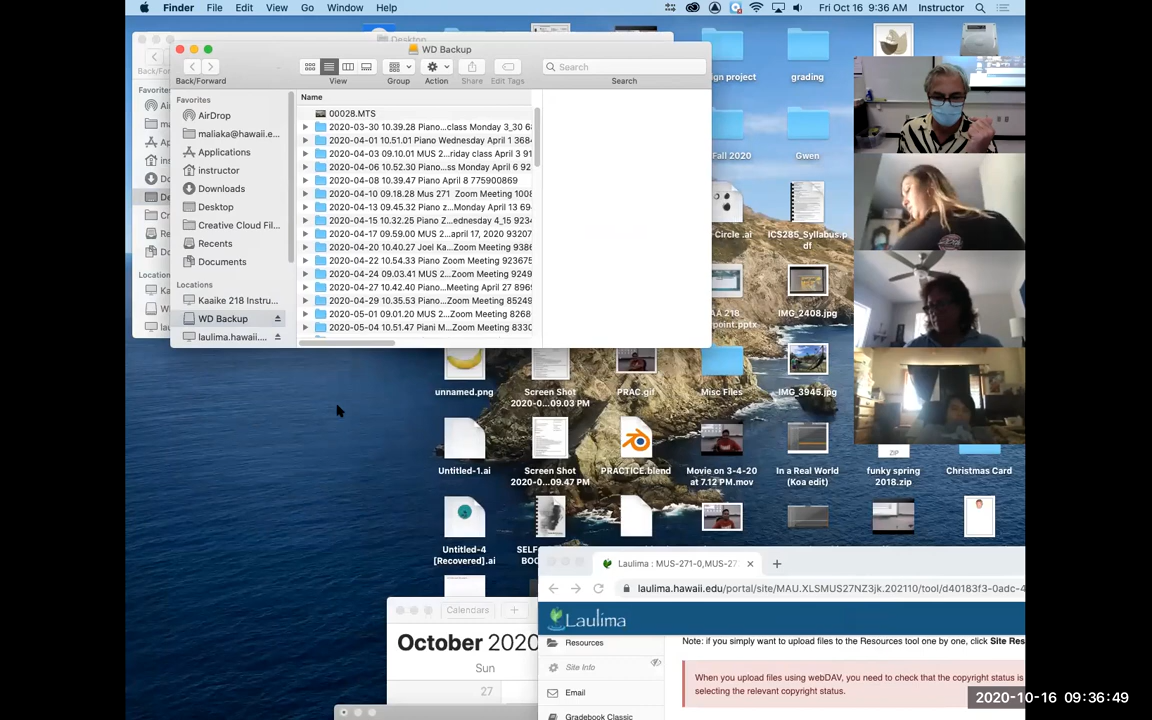 Finder File Edit View Go Window Help
Fri Oct 16 9:36 AM Instructor
Desktop
WD Backup
Back/Forward
View
Group
Action
Share
Edit Tags
Search
Search
Favorites
AirDrop
maliaka@hawaii.e...
Applications
instructor
Downloads
Desktop
Creative Cloud Fil...
Recents
Documents
Locations
Kaaike 218 Instru...
WD Backup
laulima.hawaii....
Name
00028.MTS
2020-03-30 10.39.28 Piano...class Monday 3_30 6
2020-04-01 10.51.01 Piano Wednesday April 1 368
2020-04-03 09.10.01 MUS 2...riday class April 3 91
2020-04-06 10.52.30 Piano...ss Monday April 6 92
2020-04-08 10.39.47 Piano April 8 775900869
2020-04-10 09.18.28 Mus 271 Zoom Meeting 100
2020-04-13 09.45.32 Piano z...Monday April 13 69
2020-04-15 10.32.25 Piano Z...ednesday 4_15 923
2020-04-17 09.59.00 MUS 2...april 17, 2020 93207
2020-04-20 10.40.27 Joel Ka...Zoom Meeting 938
2020-04-22 10.54.33 Piano Zoom Meeting 923675
2020-04-24 09.03.41 MUS 2...Zoom Meeting 9249
2020-04-27 10.42.40 Piano...Meeting April 27 896
2020-04-29 10.35.53 Piano...Zoom Meeting 85249
2020-05-01 09.01.20 MUS 2...Zoom Meeting 8268
2020-05-04 10.51.47 Piani M...Zoom Meeting 8330
grading
Fall 2020
Gwen
Circle .ai
ICS285_Syllabus.p
df
IMG_2408.jpg
unnamed.png
Screen Shot
2020-0...09.03 PM
PRAC.gif
Misc Files
IMG_3945.jpg
Untitled-1.ai
Screen Shot
2020-0...09.47 PM
PRACTICE.blend
Movie on 3-4-20
at 7.12 PM.mov
In a Real World
(Koa edit)
ZIP
funky spring
2018.zip
Christmas Card
Untitled-4
[Recovered].ai
Laulima : MUS-271-0,MUS-27
laulima.hawaii.edu/portal/site/MAU.XLSMUS27NZ3jk.202110/tool/d40183f3-0adc-4
Laulima
Resources
Site Info
Email
Gradebook Classic
Note: if you simply want to upload files to the Resources tool one by one, click Site Res
When you upload files using webDAV, you need to check that the copyright status is
selecting the relevant copyright status.
Calendars
October 2020
Sun
27
2020-10-16 09:36:49